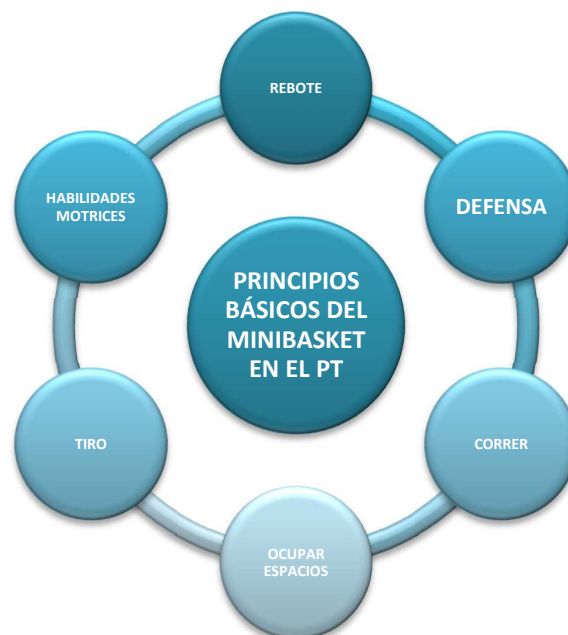 REBOTE
DEFENSA
CORRER
OCUPAR
ESPACIOS
TIRO
HABILIDADES
MOTRICES
PRINCIPIOS
BÁSICOS DEL
MINIBASKET
EN EL PT